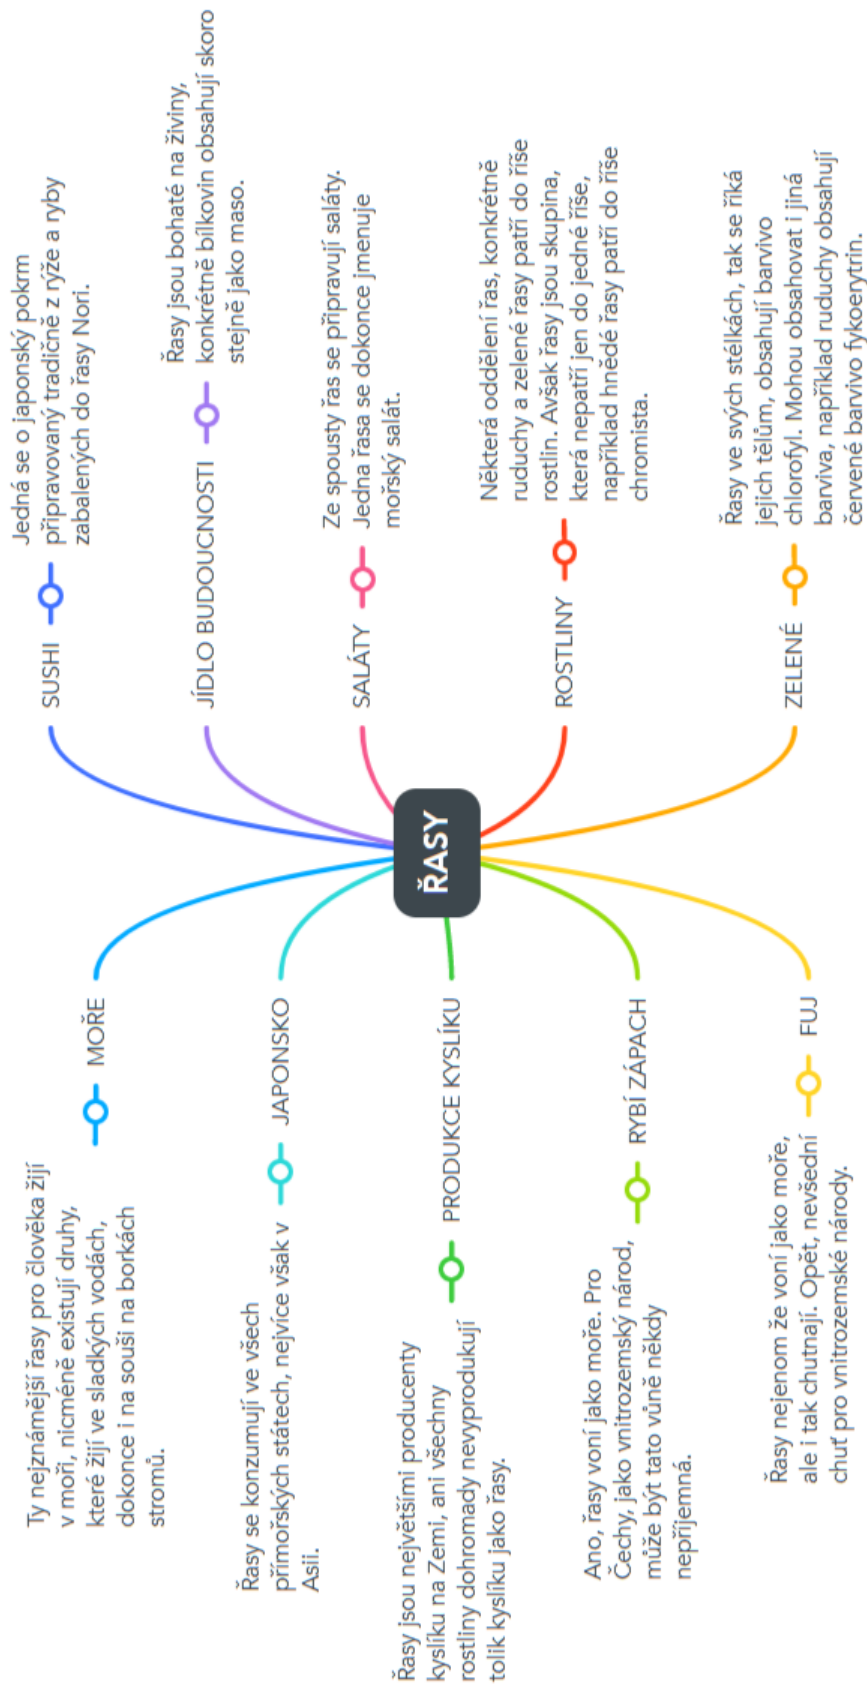 ŘASY
MOŘE
Ty nejznámější řasy pro člověka žijí
v moři, nicméně existují druhy,
které žijí ve sladkých vodách,
dokonce i na souši na borkách
stromů.
JAPONSKO
Řasy se konzumují ve všech
přímořských státech, nejvíce však v
Asii.
PRODUKCE KYSLÍKU
Řasy jsou největšími producenty
kyslíku na Zemi, ani všechny
rostliny dohromady nevyprodukují
tolik kyslíku jako řasy.
RYBÍ ZÁPACH
Ano, řasy voní jako moře. Pro
Čechy, jako vnitrozemský národ,
může být tato vůně někdy
nepříjemná.
FUJ
Řasy nejenom že voní jako moře,
ale i tak chutnají. Opět, nevšední
chuť pro vnitrozemské národy.
SUSHI
Jedná se o japonský pokrm
připravovaný tradičně z rýže a ryby
zabalených do řasy Nori.
JÍDLO BUDOUCNOSTI
Řasy jsou bohaté na živiny,
konkrétně bílkovin obsahují skoro
stejně jako maso.
SALÁTY
Ze spousty řas se připravují saláty.
Jedna řasa se dokonce jmenuje
mořský salát.
ROSTLINY
Některá oddělení řas, konkrétně
ruduchy a zelené řasy patří do říše
rostlin. Avšak řasy jsou skupina,
která nepatří jen do jedné říše,
například hnědé řasy patří do říše
chromista.
ZELENÉ
Řasy ve svých stélkách, tak se říká
jejich tělům, obsahují barvivo
chlorofyl. Mohou obsahovat i jiná
barviva, například ruduchy obsahují
červené barvivo fykoerytrin.